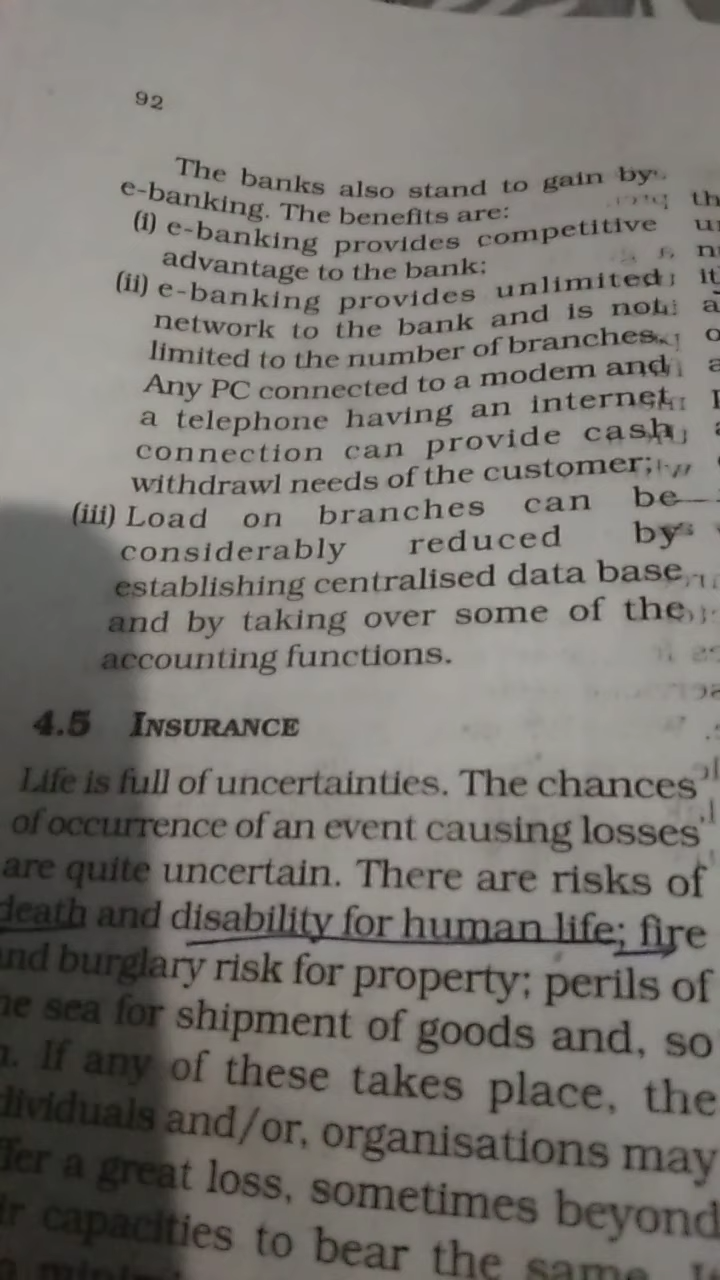 92
The banks also stand to gain by
e-banking. The benefits are:
(i) e-banking provides competitive
advantage to the bank;
(ii) e-banking provides unlimited
network to the bank and is not
limited to the number of branches.
Any PC connected to a modem and
a telephone having an internet
connection can provide cash
withdrawl needs of the customer;
(iii) Load on branches can be
considerably reduced by
establishing centralised data base
and by taking over some of the
accounting functions.
4.5 INSURANCE
Life is full of uncertainties. The chances
of occurrence of an event causing losses
are quite uncertain. There are risks of
death and disability for human life; fire
and burglary risk for property; perils of
sea for shipment of goods and, so
If any of these takes place, the
and/or, organisations may
a great loss, sometimes beyond
capacities to bear the same.